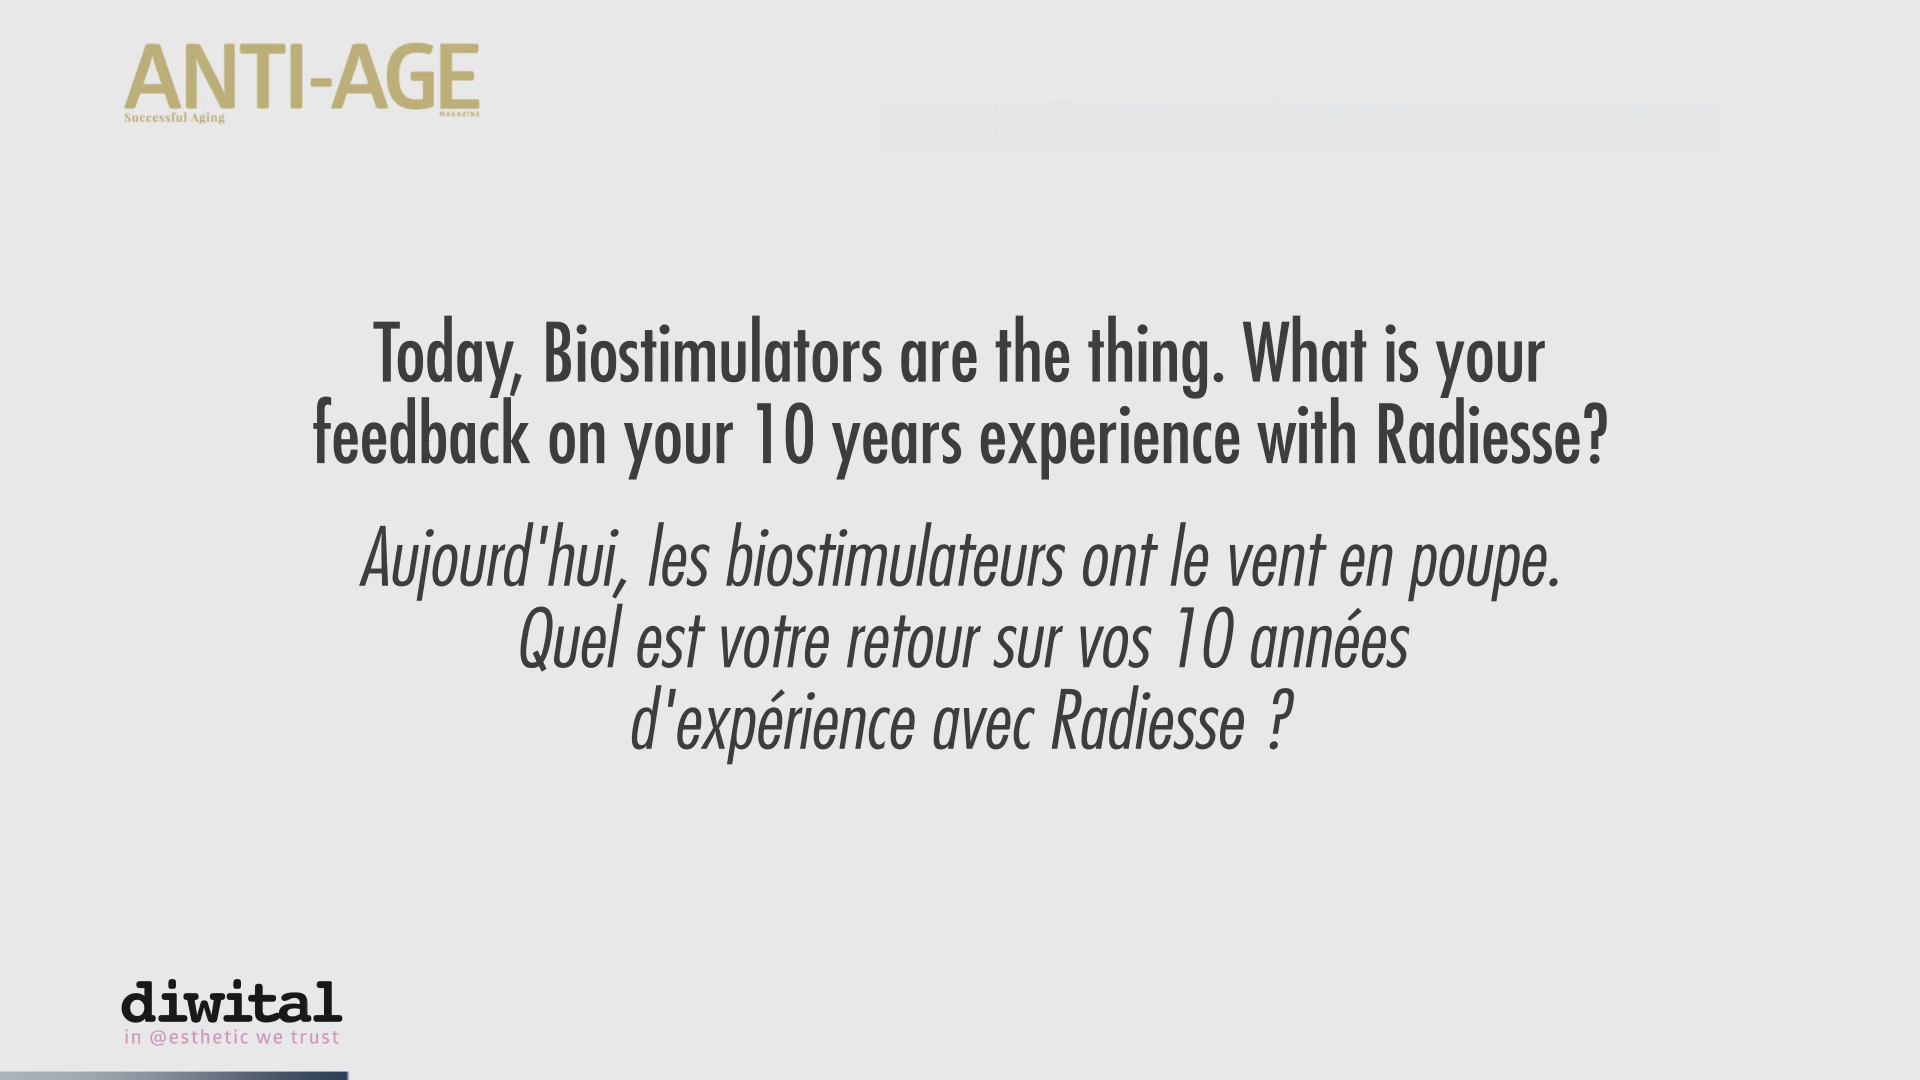 ANTI-AGE
Successful Aging
MAGAZINE
Today, Biostimulators are the thing. What is your
feedback on your 10 years experience with Radiesse?
Aujourd'hui, les biostimulateurs ont le vent en poupe.
Quel est votre retour sur vos 10 années
d'expérience avec Radiesse ?
diwital
in @esthetic we trust